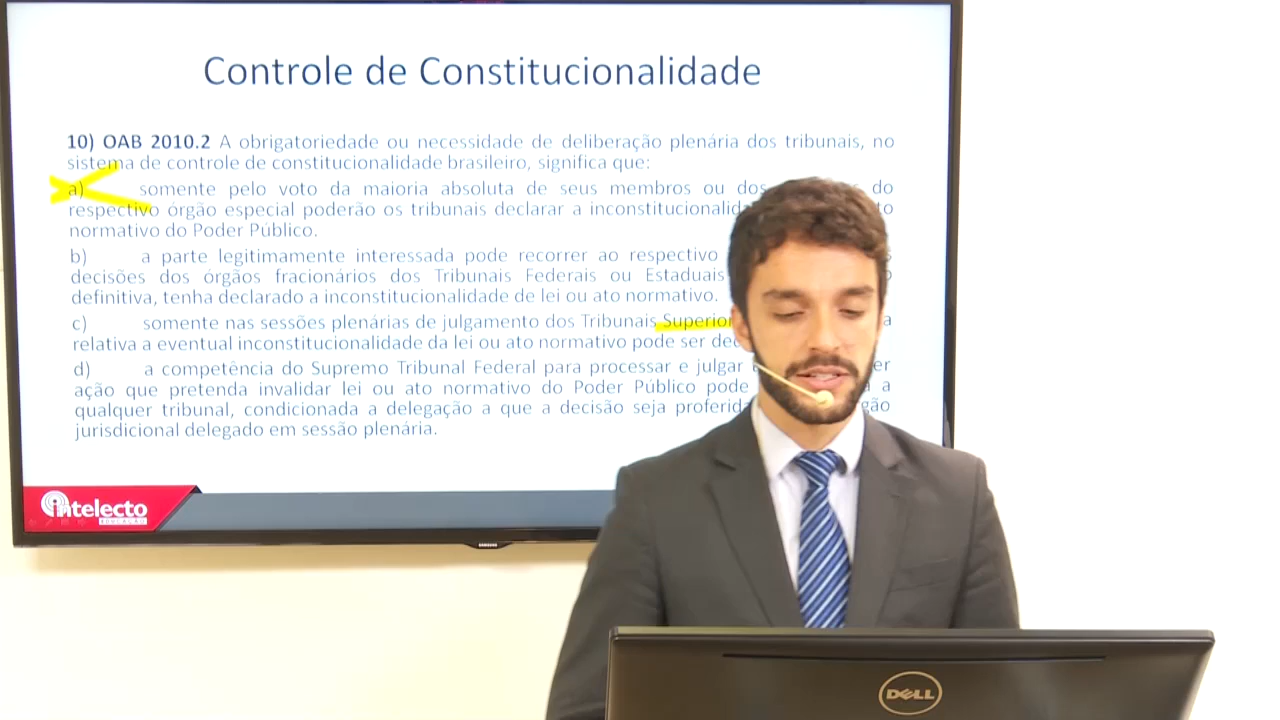 Controle de Constitucionalidade
10) OAB 2010.2 A obrigatoriedade ou necessidade de deliberação plenária dos tribunais, no
sistema de controle de constitucionalidade brasileiro, significa que:
a) somente pelo voto da maioria absoluta de seus membros ou dos do
respectivo órgão especial poderão os tribunais declarar a
normativo do Poder Público.
b) a parte legitimamente interessada pode recorrer ao respectivo
decisões dos órgãos fracionários dos Tribunais Federais ou Estaduais
definitiva, tenha declarado a inconstitucionalidade de lei ou ato normativo.
c) somente nas sessões plenárias de julgamento dos Tribunais a
relativa a eventual inconstitucionalidade da lei ou ato normativo pode ser
d) a competência do Supremo Tribunal Federal para processar e julgar
ação que pretenda invalidar lei ou ato normativo do Poder Público pode a
qualquer tribunal, condicionada a delegação a que a decisão seja
jurisdicional delegado em sessão plenária.
intelecto
EDUCAÇÃO
SAMSUNG
DELL